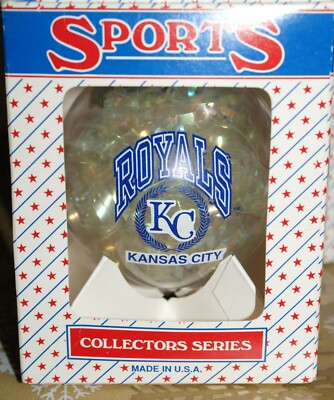 SPORTS
ROYALS
KC
KANSAS CITY
COLLECTORS SERIES
MADE IN U.S.A.